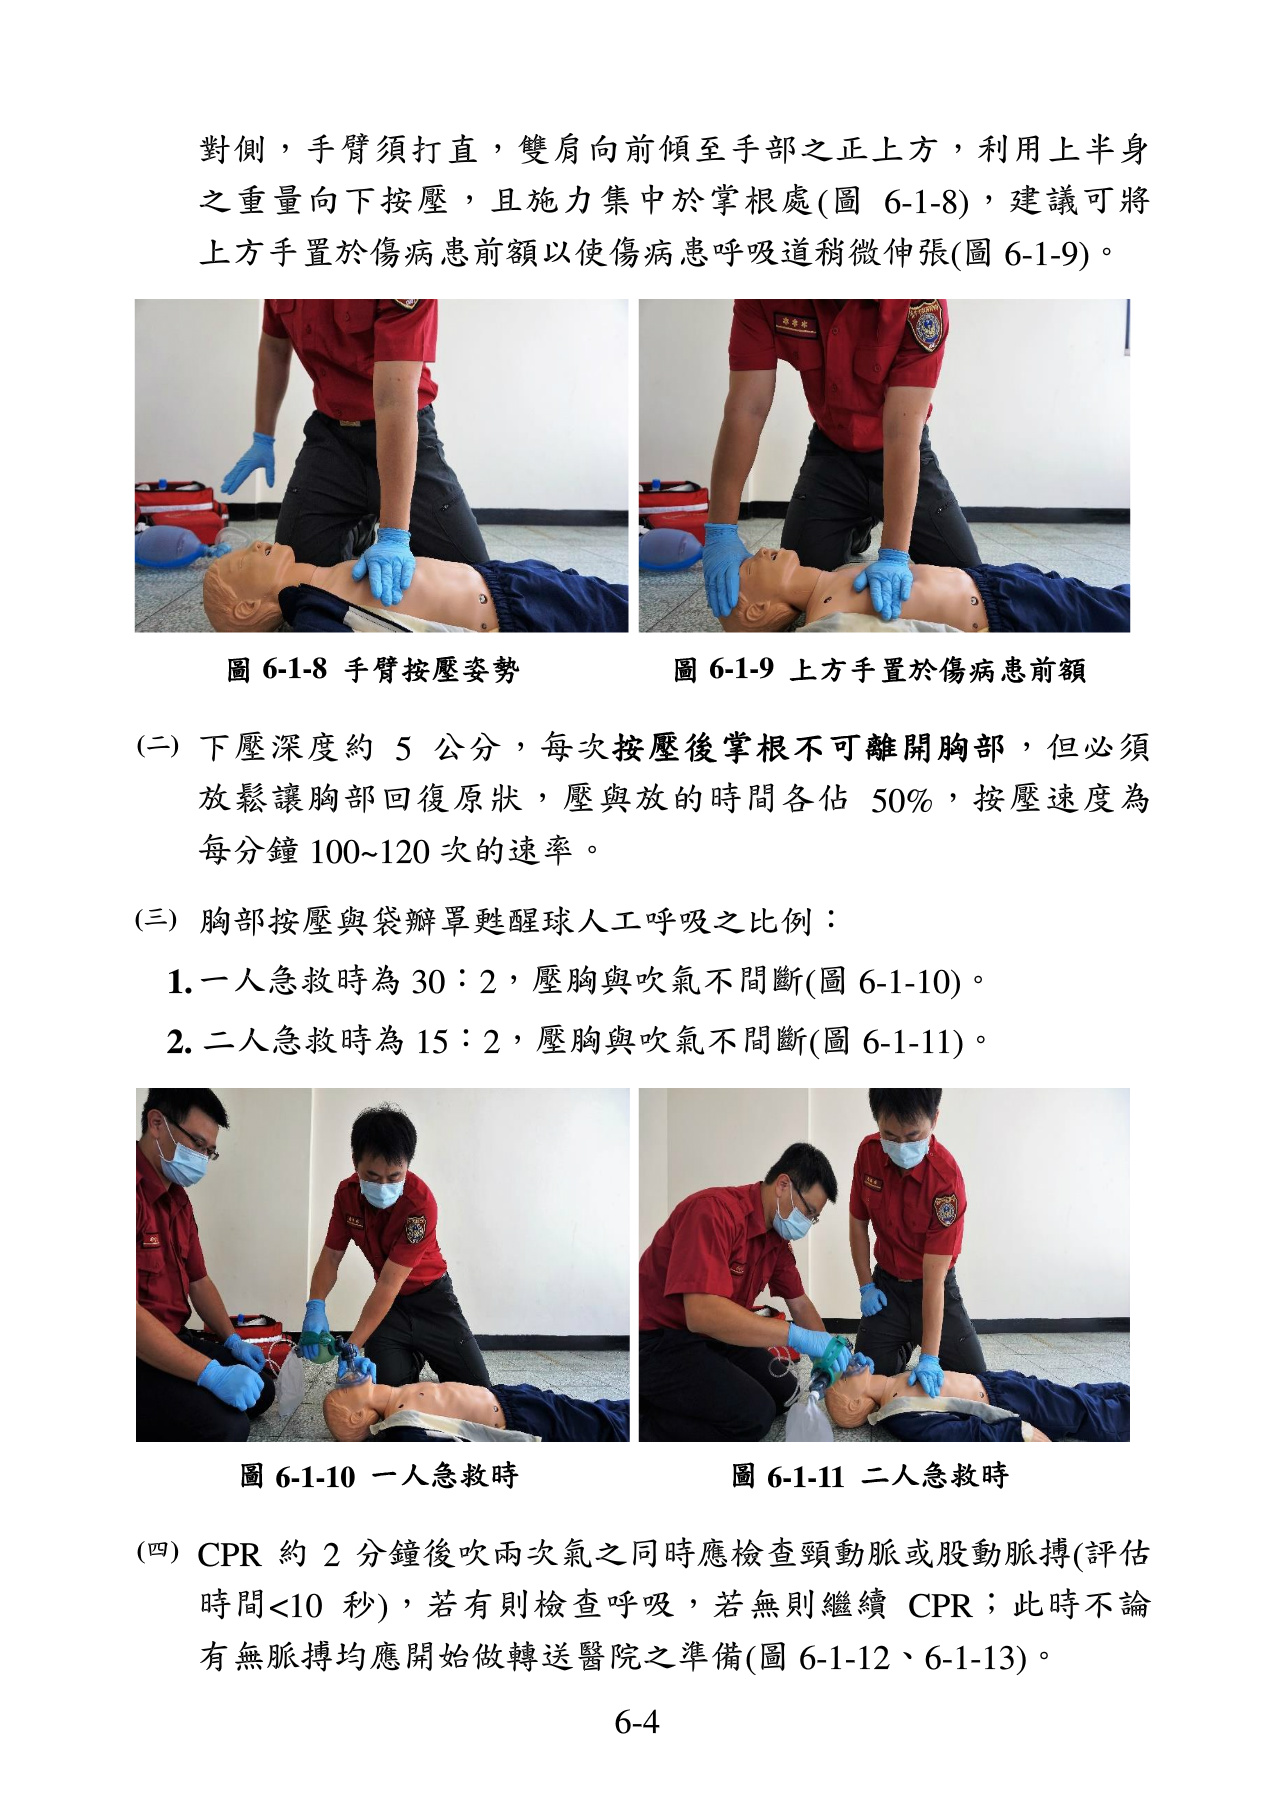 對側，手臂須打直，雙肩向前傾至手部之正上方，利用上半身
之重量向下按壓，且施力集中於掌根處(圖 6-1-8)，建議可將
上方手置於傷病患前額以使傷病患呼吸道稍微伸張(圖 6-1-9)。
圖 6-1-8 手臂按壓姿勢
圖 6-1-9 上方手置於傷病患前額
(二) 下壓深度約 5 公分，每次按壓後掌根不可離開胸部，但必須
放鬆讓胸部回復原狀，壓與放的時間各佔 50%，按壓速度為
每分鐘 100~120 次的速率。
(三) 胸部按壓與袋瓣罩甦醒球人工呼吸之比例：
1. 一人急救時為 30：2，壓胸與吹氣不間斷(圖 6-1-10)。
2. 二人急救時為 15：2，壓胸與吹氣不間斷(圖 6-1-11)。
圖 6-1-10 一人急救時
圖 6-1-11 二人急救時
(四) CPR 約 2 分鐘後吹兩次氣之同時應檢查頸動脈或股動脈搏(評估
時間<10 秒)，若有則檢查呼吸，若無則繼續 CPR；此時不論
有無脈搏均應開始做轉送醫院之準備(圖 6-1-12、6-1-13)。
6-4